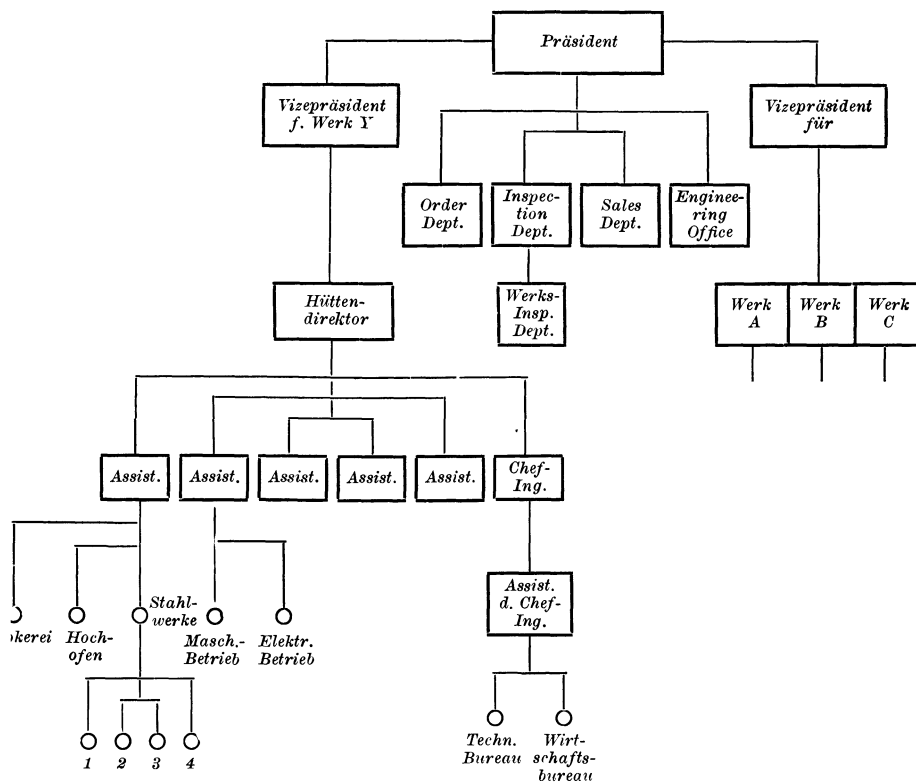 Präsident
Vizepräsident
f. Werk Y
Vizepräsident
für
Order
Dept.
Inspec-
tion
Dept.
Sales
Dept.
Enginee-
ring
Office
Hütten-
direktor
Werks-
Insp.
Dept.
Werk
A
Werk
B
Werk
C
Assist.
Assist.
Assist.
Assist.
Assist.
Chef-
Ing.
Assist.
d. Chef-
Ing.
okerei
Hoch-
ofen
Stahl-
werke
Masch.-
Betrieb
Elektr.
Betrieb
1 2 3 4
Techn.
Bureau
Wirt-
schafts-
bureau